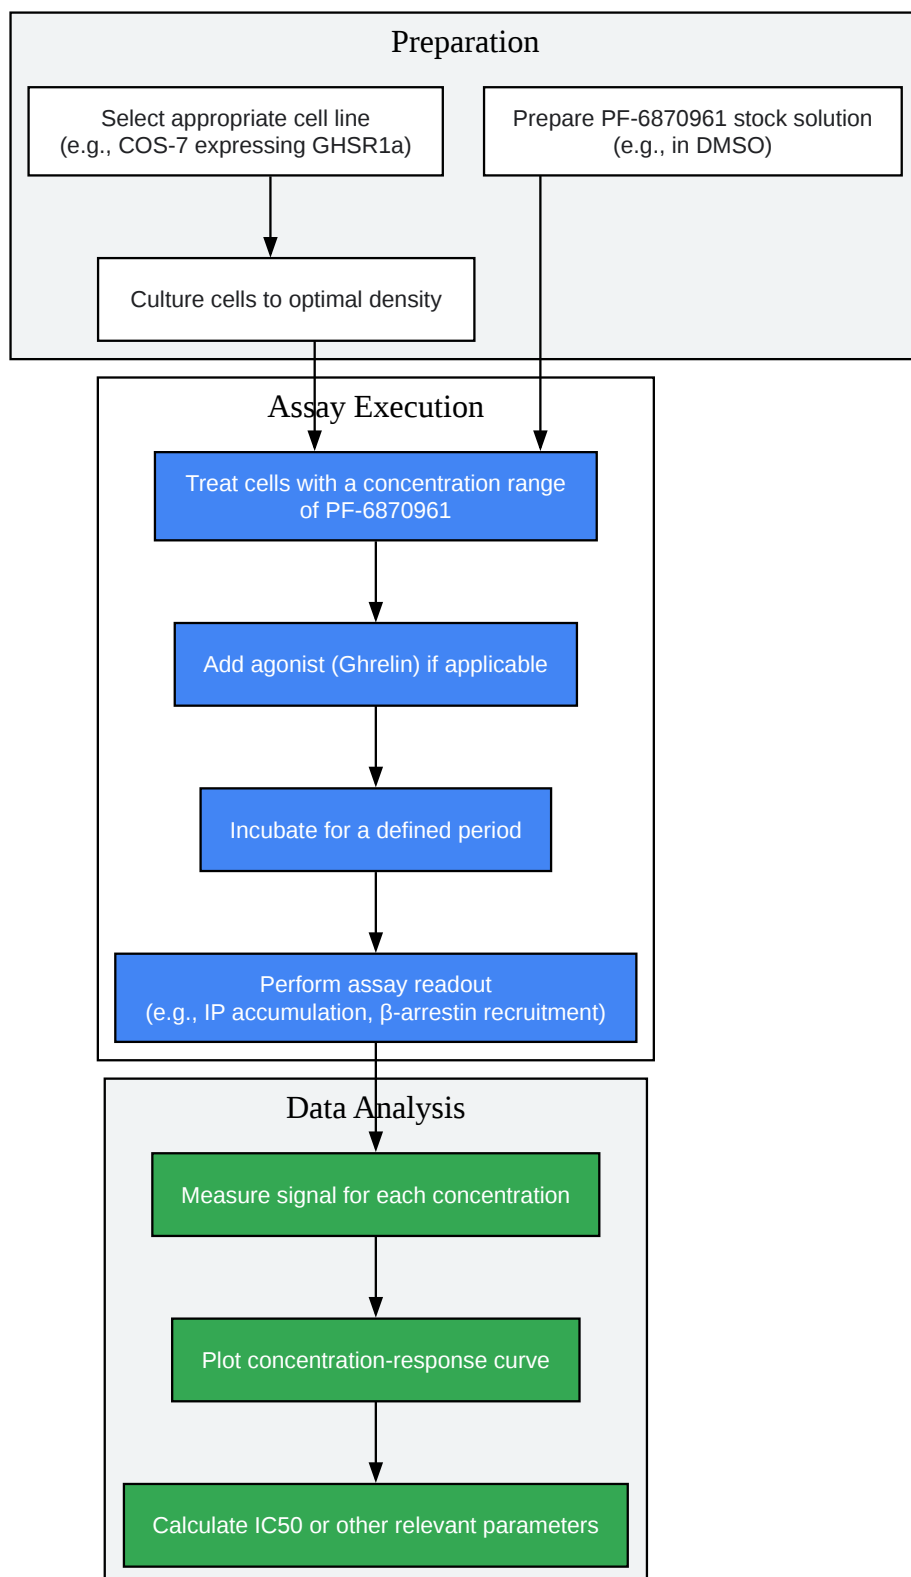 Preparation
Select appropriate cell line
(e.g., COS-7 expressing GHSR1a)
Prepare PF-6870961 stock solution
(e.g., in DMSO)
Culture cells to optimal density
Assay Execution
Treat cells with a concentration range
of PF-6870961
Add agonist (Ghrelin) if applicable
Incubate for a defined period
Perform assay readout
(e.g., IP accumulation, β-arrestin recruitment)
Data Analysis
Measure signal for each concentration
Plot concentration-response curve
Calculate IC50 or other relevant parameters